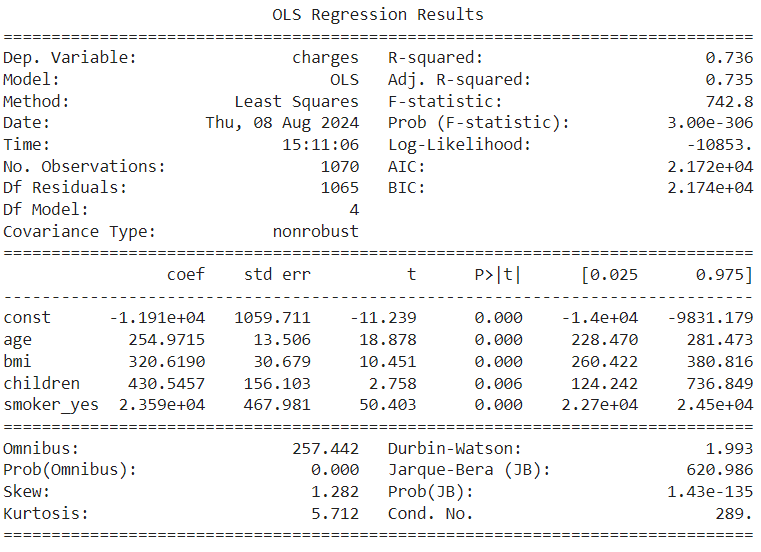 OLS Regression Results
==============================================================================
Dep. Variable:                charges   R-squared:                       0.736
Model:                            OLS   Adj. R-squared:                  0.735
Method:                 Least Squares   F-statistic:                     742.8
Date:                Thu, 08 Aug 2024   Prob (F-statistic):          3.00e-306
Time:                        15:11:06   Log-Likelihood:                -10853.
No. Observations:                1070   AIC:                         2.172e+04
Df Residuals:                    1065   BIC:                         2.174e+04
Df Model:                           4
Covariance Type:            nonrobust
==============================================================================
                 coef    std err          t      P>|t|      [0.025      0.975]
------------------------------------------------------------------------------
const      -1.191e+04   1059.711    -11.239      0.000    -1.4e+04   -9831.179
age          254.9715     13.506     18.878      0.000     228.470     281.473
bmi          320.6190     30.679     10.451      0.000     260.422     380.816
children     430.5457    156.103      2.758      0.006     124.242     736.849
smoker_yes  2.359e+04    467.981     50.403      0.000    2.27e+04    2.45e+04
==============================================================================
Omnibus:                      257.442   Durbin-Watson:                   1.993
Prob(Omnibus):                  0.000   Jarque-Bera (JB):              620.986
Skew:                           1.282   Prob(JB):                    1.43e-135
Kurtosis:                       5.712   Cond. No.                         289.
==============================================================================